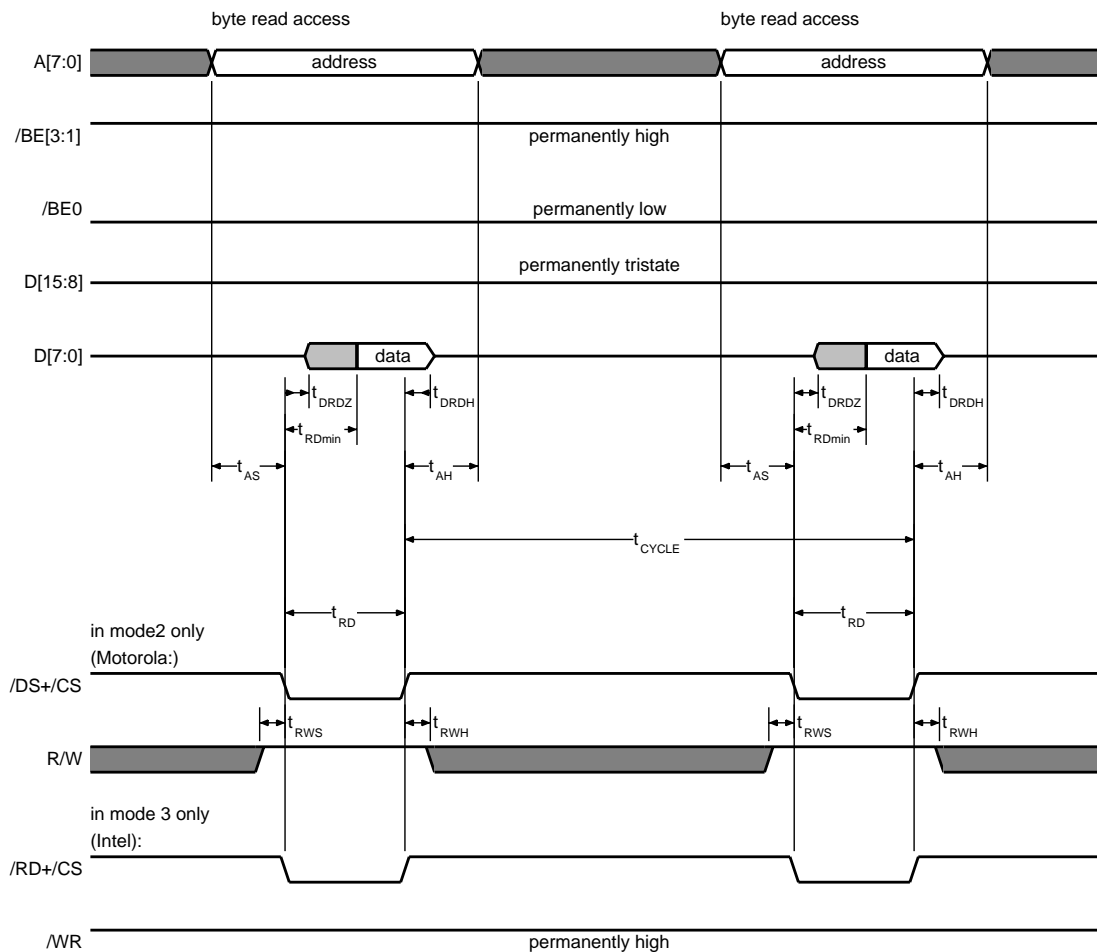 byte read access byte read access
A[7:0] address address
/BE[3:1] permanently high
/BE0 permanently low
D[15:8] permanently tristate
D[7:0] data data
tDRDZ tDRDH tDRDZ tDRDH
tRDmin tRDmin
tAS tAH tAS tAH
tCYCLE
tRD tRD
in mode2 only
(Motorola:)
/DS+/CS
tRWS tRWH tRWS tRWH
R/W
in mode 3 only
(Intel):
/RD+/CS
/WR permanently high